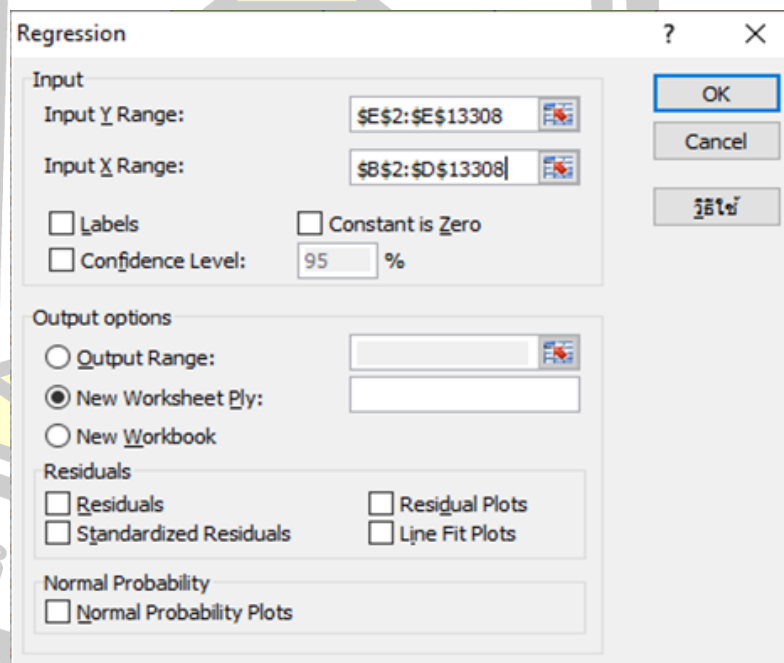 Regression
? ×
Input
Input Y Range: $E$2:$E$13308
Input X Range: $B$2:$D$13308
Labels
Constant is Zero
Confidence Level: 95 %
OK
Cancel
วิธีใช้
Output options
Output Range:
New Worksheet Ply:
New Workbook
Residuals
Residuals
Residual Plots
Standardized Residuals
Line Fit Plots
Normal Probability
Normal Probability Plots